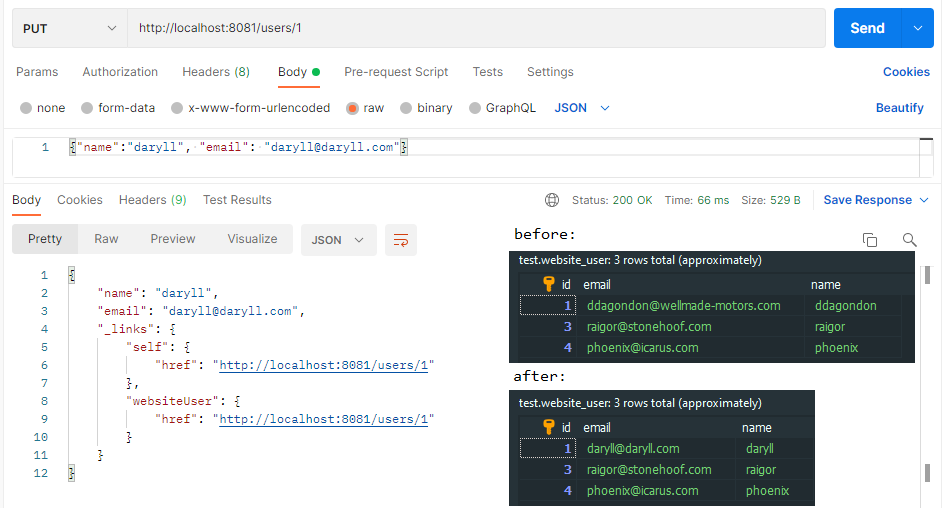 PUT http://localhost:8081/users/1 Send
Params Authorization Headers (8) Body Pre-request Script Tests Settings Cookies
none form-data x-www-form-urlencoded raw binary GraphQL JSON Beautify
1 {"name":"daryll", "email": "daryll@daryll.com"}
Body Cookies Headers (9) Test Results Status: 200 OK Time: 66 ms Size: 529 B Save Response
Pretty Raw Preview Visualize JSON
1 {
2 "name": "daryll",
3 "email": "daryll@daryll.com",
4 "_links": {
5 "self": {
6 "href": "http://localhost:8081/users/1"
7 },
8 "websiteUser": {
9 "href": "http://localhost:8081/users/1"
10 }
11 }
12 }
before:
test.website_user: 3 rows total (approximately)
id email name
1 ddagondon@wellmade-motors.com ddagondon
3 raigor@stonehoof.com raigor
4 phoenix@icarus.com phoenix
after:
test.website_user: 3 rows total (approximately)
id email name
1 daryll@daryll.com daryll
3 raigor@stonehoof.com raigor
4 phoenix@icarus.com phoenix